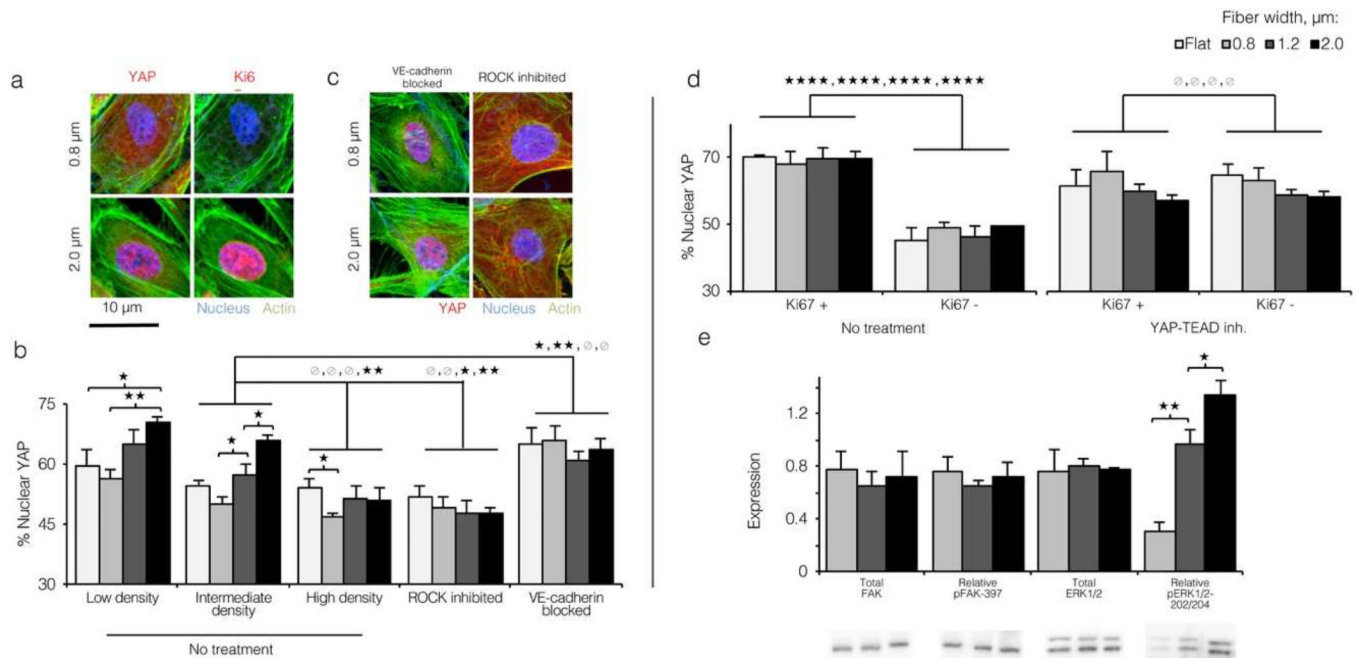 Fiber width, µm:
Flat 0.8 1.2 2.0
a
YAP
Ki6
0.8 µm
2.0 µm
10 µm
Nucleus Actin
c
VE-cadherin
blocked
ROCK inhibited
0.8 µm
2.0 µm
YAP Nucleus Actin
b
★,★★,∅,∅
∅,∅,∅,★★
∅,∅,★,★★
★
★★
★
★
★
% Nuclear YAP
75
60
45
30
Low density
Intermediate
density
High density
ROCK inhibited
VE-cadherin
blocked
No treatment
d
★★★★,★★★★,★★★★,★★★★
∅,∅,∅,∅
% Nuclear YAP
70
50
30
Ki67 +
Ki67 -
Ki67 +
Ki67 -
No treatment
YAP-TEAD inh.
e
★
★★
Expression
1.2
0.8
0.4
0
Total
FAK
Relative
pFAK-397
Total
ERK1/2
Relative
pERK1/2-
202/204